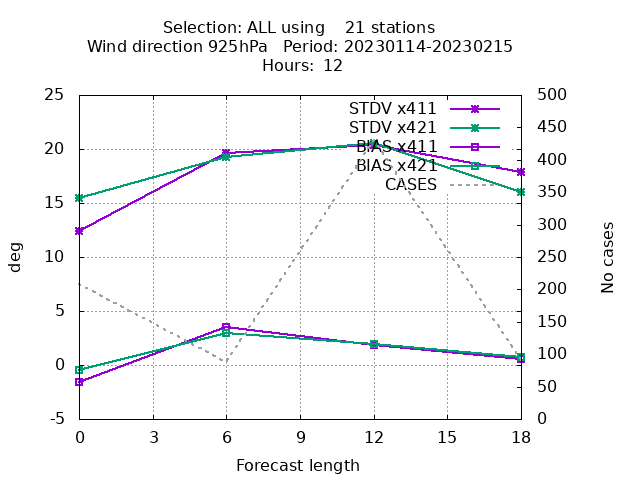 Selection: ALL using    21 stations
Wind direction 925hPa   Period: 20230114-20230215
Hours:  12
25
20
15
10
5
0
-5
deg
500
450
400
350
300
250
200
150
100
50
0
No cases
STDV x411
STDV x421
BIAS x411
BIAS x421
CASES
0 3 6 9 12 15 18
Forecast length